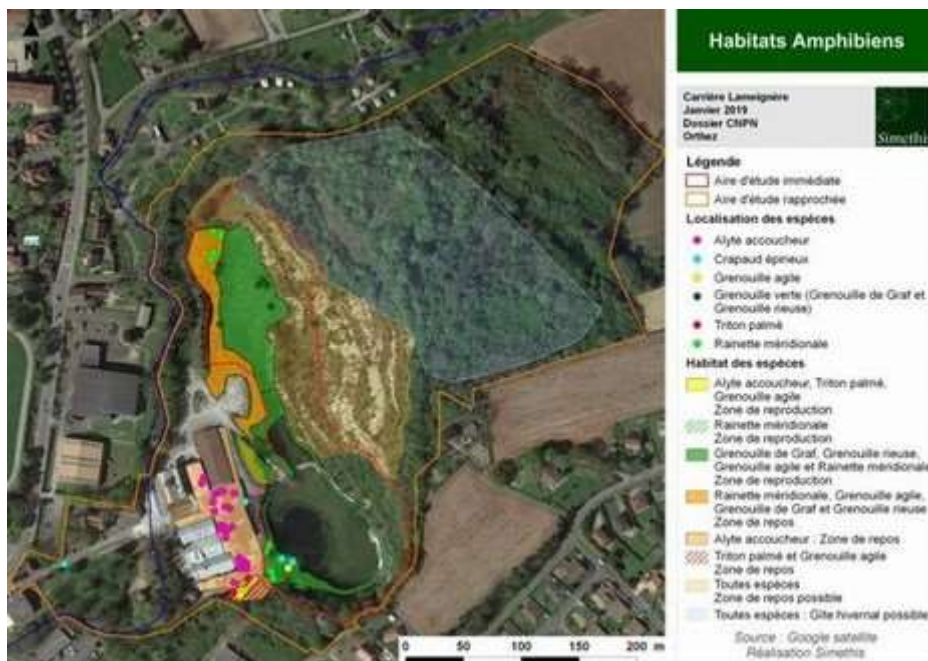 N
Habitats Amphibiens
Carrière Lameignère
Janvier 2019
Dossier CNPN
Orthez
Simethis
Légende
Aire d'étude immédiate
Aire d'étude rapprochée
Localisation des espèces
Alyte accoucheur
Crapaud épineux
Grenouille agile
Grenouille verte (Grenouille de Graf et
Grenouille rieuse)
Triton palmé
Rainette méridionale
Habitat des espèces
Alyte accoucheur, Triton palmé,
Grenouille agile
Zone de reproduction
Rainette méridionale
Zone de reproduction
Grenouille de Graf, Grenouille rieuse,
Grenouille agile et Rainette méridionale
Zone de reproduction
Rainette méridionale, Grenouille agile,
Grenouille de Graf et Grenouille rieuse
Zone de repos
Alyte accoucheur : Zone de repos
Triton palmé et Grenouille agile
Zone de repos
Toutes espèces
Zone de repos possible
Toutes espèces : Gîte hivernal possible
Source : Google satellite
Réalisation Simethis
0 50 100 150 200 m